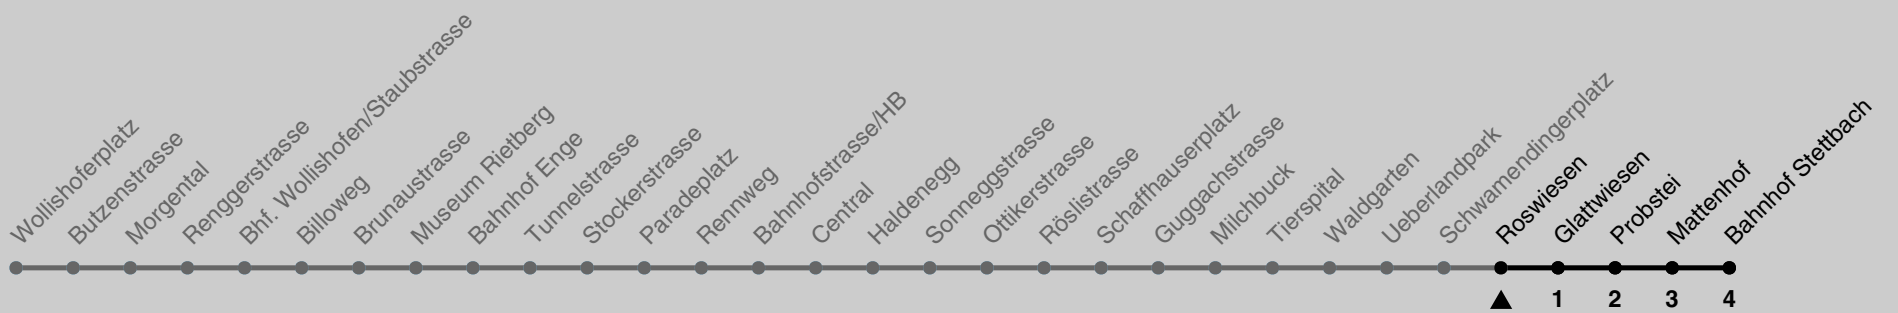 Wollishoferplatz
Butzenstrasse
Morgental
Renggerstrasse
Bhf. Wollishofen/Staubstrasse
Billoweg
Brunaustrasse
Museum Rietberg
Bahnhof Enge
Tunnelstrasse
Stockerstrasse
Paradeplatz
Rennweg
Bahnhofstrasse/HB
Central
Haldenegg
Sonneggstrasse
Ottikerstrasse
Röslistrasse
Schaffhauserplatz
Guggachstrasse
Milchbuck
Tierspital
Waldgarten
Ueberlandpark
Schwamendingerplatz
Roswiesen
Glattwiesen
Probstei
Mattenhof
Bahnhof Stettbach
1 2 3 4